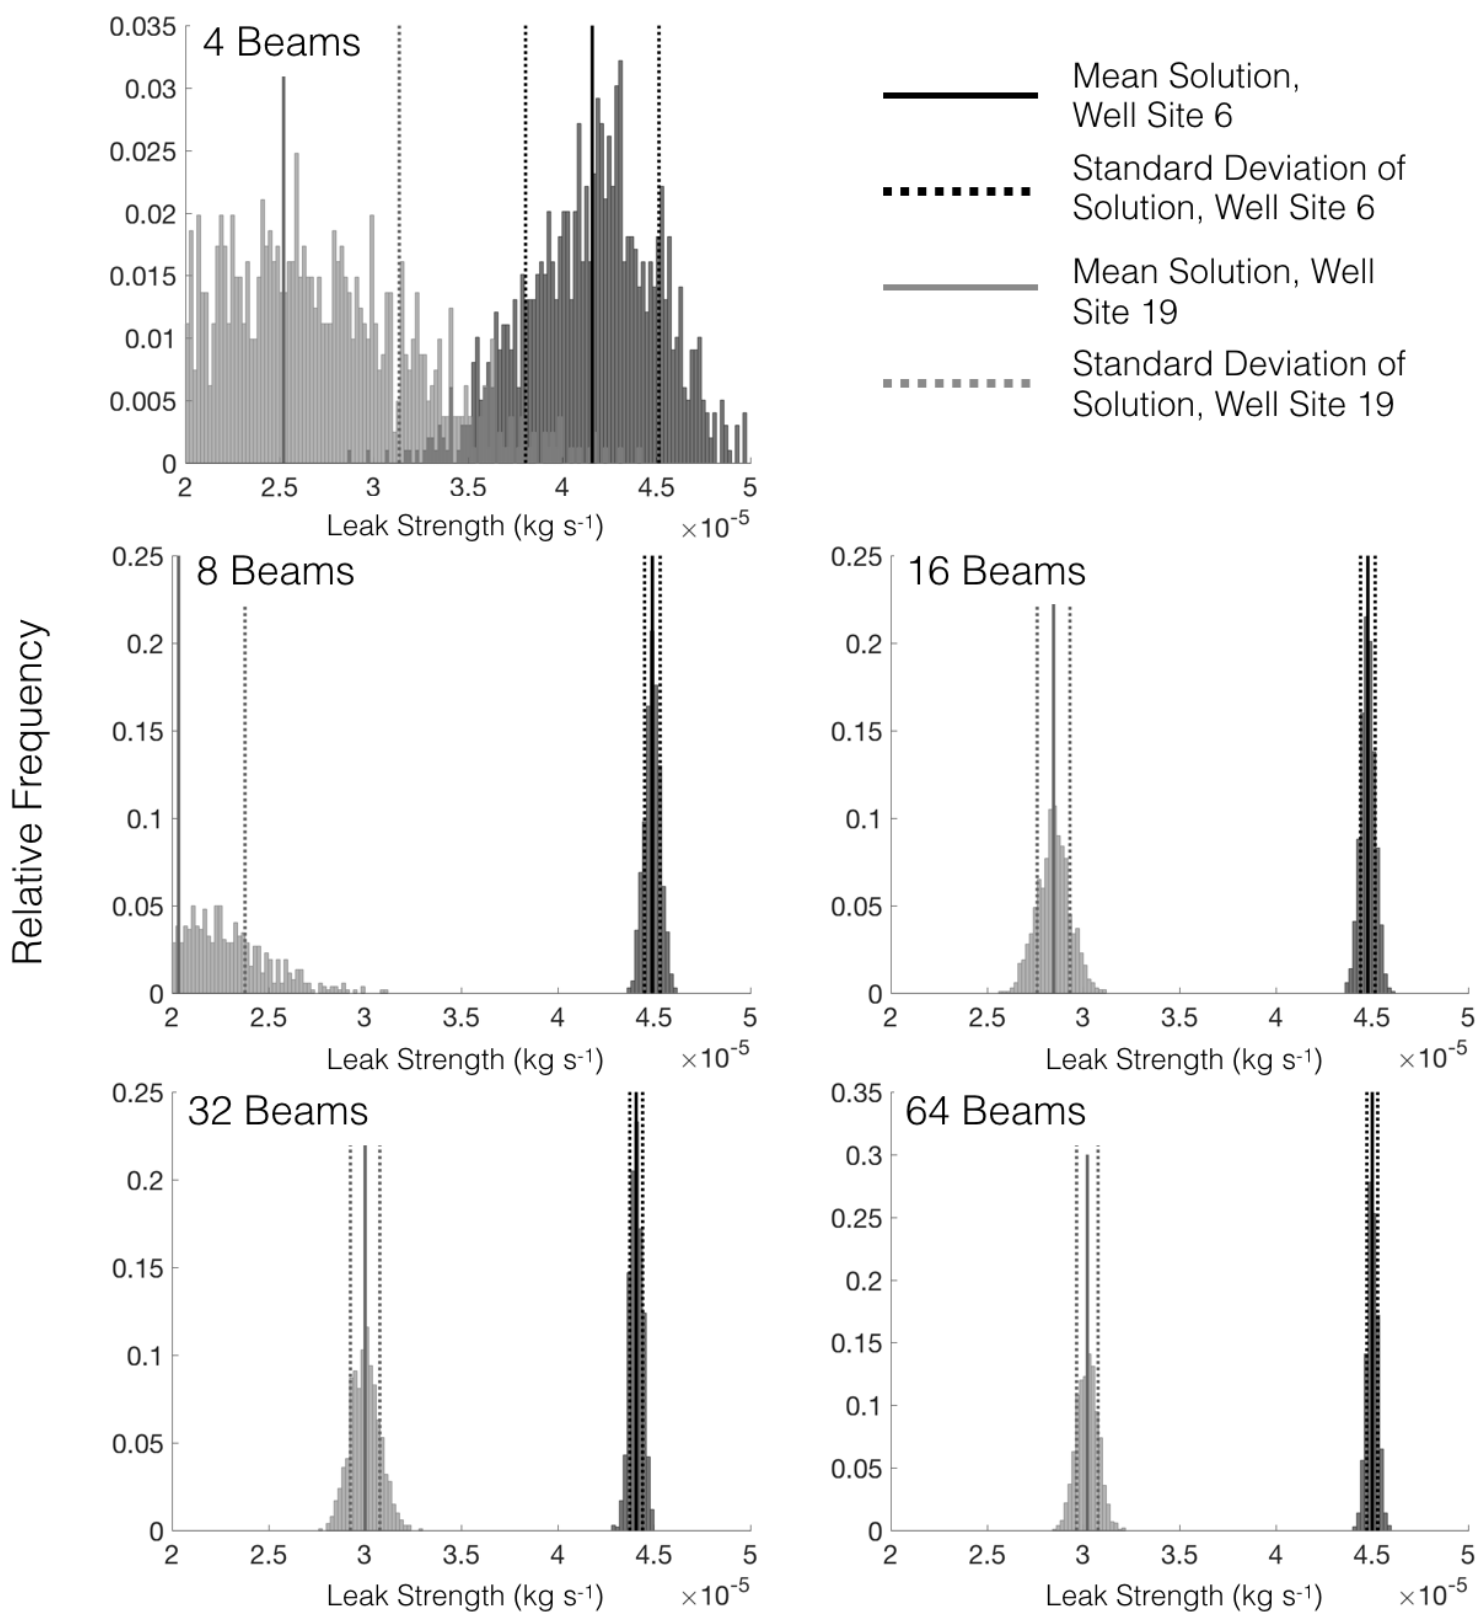 4 Beams
0.035
0.03
0.025
0.02
0.015
0.01
0.005
0
2 2.5 3 3.5 4 4.5 5
Leak Strength (kg s-1) ×10-5
Mean Solution,
Well Site 6
Standard Deviation of
Solution, Well Site 6
Mean Solution, Well
Site 19
Standard Deviation of
Solution, Well Site 19
Relative Frequency
8 Beams
0.25
0.2
0.15
0.1
0.05
0
2 2.5 3 3.5 4 4.5 5
Leak Strength (kg s-1) ×10-5
16 Beams
0.25
0.2
0.15
0.1
0.05
0
2 2.5 3 3.5 4 4.5 5
Leak Strength (kg s-1) ×10-5
32 Beams
0.25
0.2
0.15
0.1
0.05
0
2 2.5 3 3.5 4 4.5 5
Leak Strength (kg s-1) ×10-5
64 Beams
0.35
0.3
0.25
0.2
0.15
0.1
0.05
0
2 2.5 3 3.5 4 4.5 5
Leak Strength (kg s-1) ×10-5